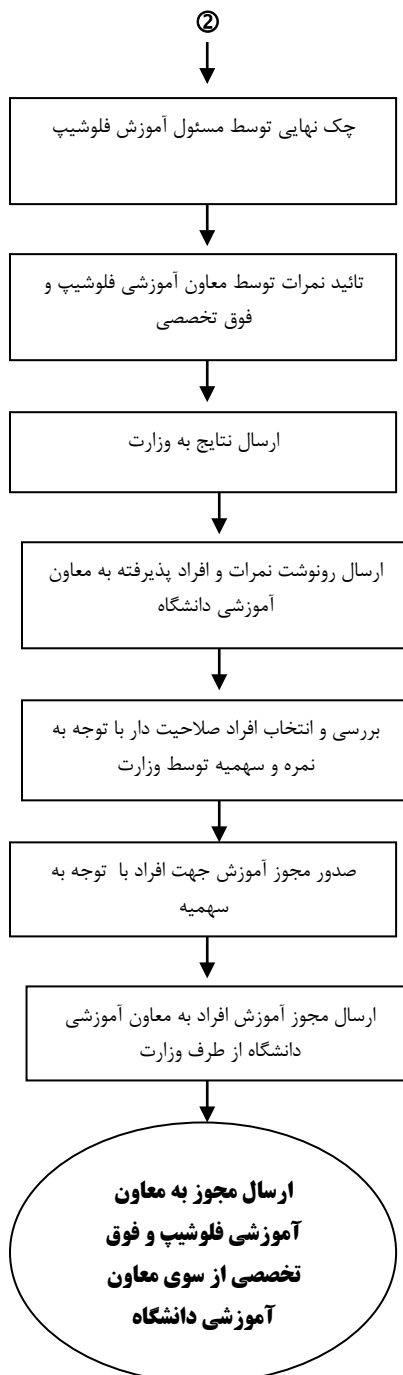 ②
چک نهایی توسط مسئول آموزش فلوشیپ
تائید نمرات توسط معاون آموزشی فلوشیپ و
فوق تخصصی
ارسال نتایج به وزارت
ارسال رونوشت نمرات و افراد پذیرفته به معاون
آموزشی دانشگاه
بررسی و انتخاب افراد صلاحیت دار با توجه به
نمره و سهمیه توسط وزارت
صدور مجوز آموزش جهت افراد با توجه به
سهمیه
ارسال مجوز آموزش افراد به معاون آموزشی
دانشگاه از طرف وزارت
ارسال مجوز به معاون
آموزشی فلوشیپ و فوق
تخصصی از سوی معاون
آموزشی دانشگاه